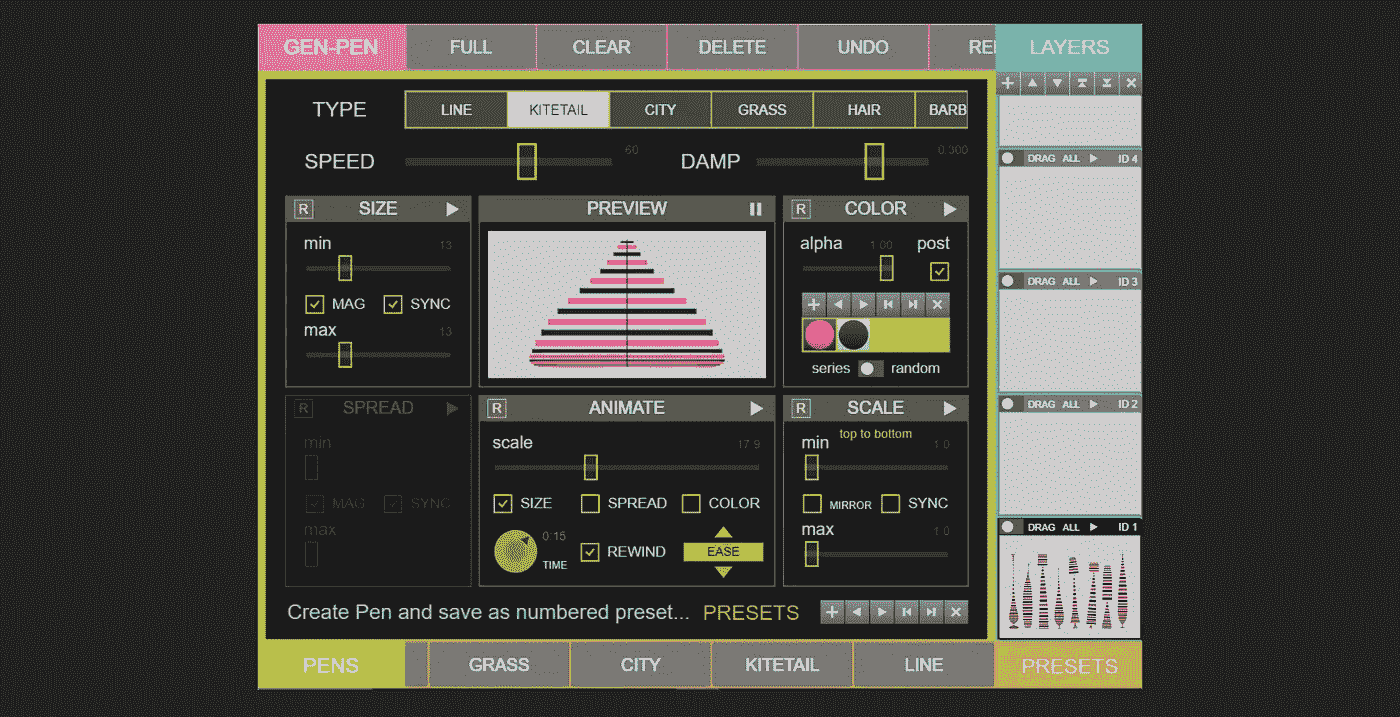 GEN-PEN FULL CLEAR DELETE UNDO LAYERS
TYPE LINE KITETAIL CITY GRASS HAIR BARB
SPEED 60 DAMP 0.300
DRAG ALL ID 4
R SIZE
min 13
MAG SYNC
max 13
PREVIEW
R COLOR
alpha 1.00 post
series random
DRAG ALL ID 3
DRAG ALL ID 2
R SPREAD
min
MAG SYNC
max
R ANIMATE
scale 17.9
SIZE SPREAD COLOR
0.15
TIME
REWIND EASE
R SCALE
top to bottom
min 1.0
MIRROR SYNC
max 1.0
DRAG ALL ID 1
Create Pen and save as numbered preset... PRESETS
PENS GRASS CITY KITETAIL LINE PRESETS